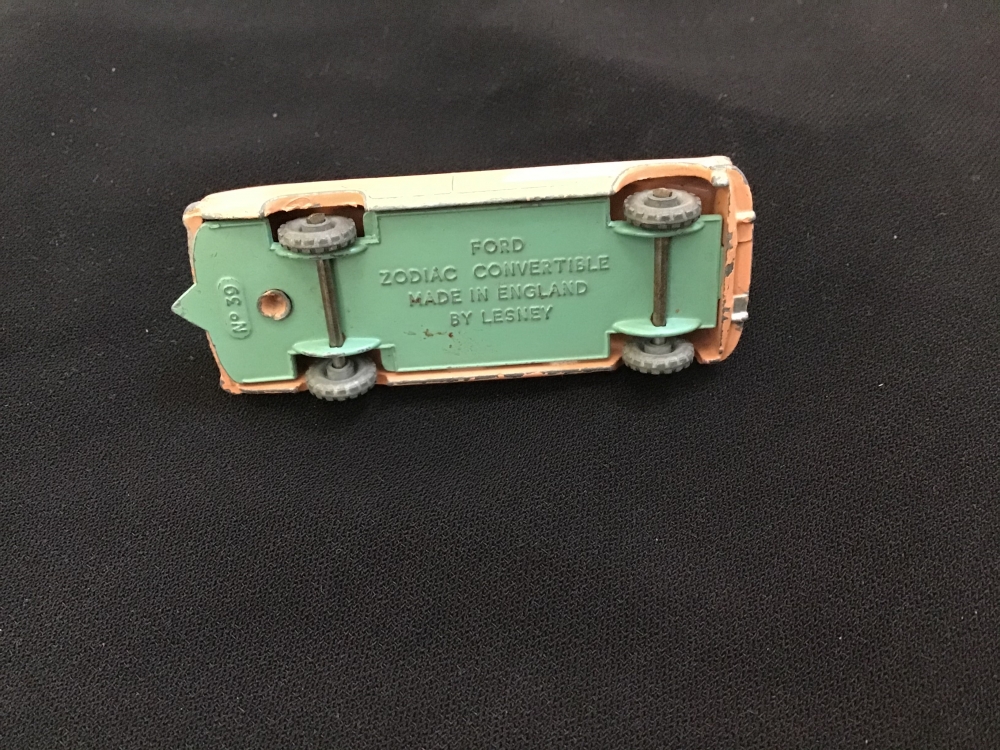 FORD
ZODIAC CONVERTIBLE
MADE IN ENGLAND
BY LESNEY
No 39